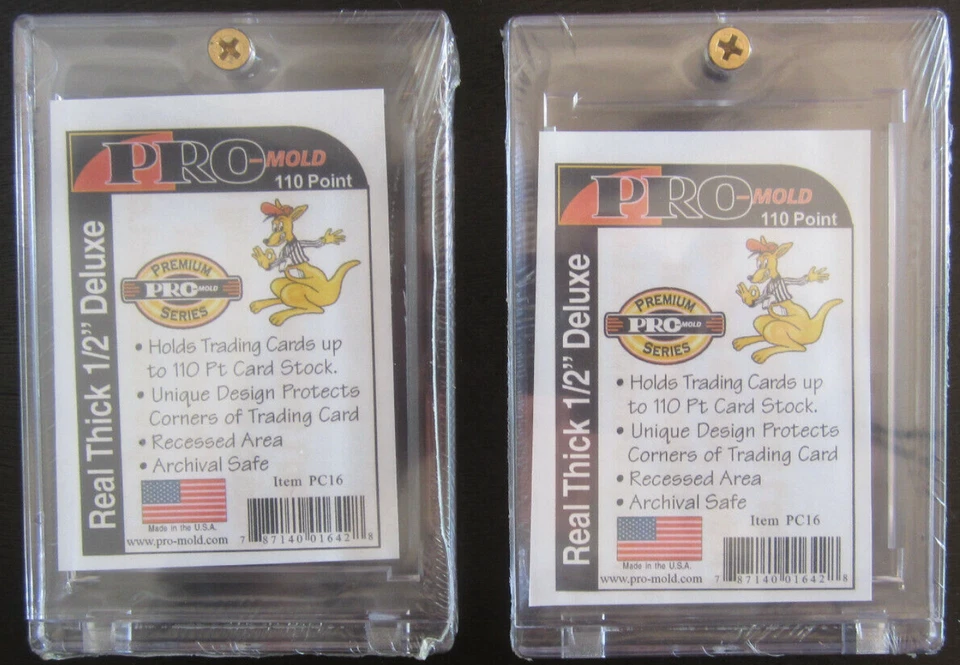 PRO-MOLD
110 Point
Real Thick 1/2" Deluxe
PREMIUM
PRO-MOLD
SERIES
• Holds Trading Cards up
to 110 Pt Card Stock.
• Unique Design Protects
Corners of Trading Card
• Recessed Area
• Archival Safe
Item PC16
Made in the U.S.A.
www.pro-mold.com
7 87140 01642 8
PRO-MOLD
110 Point
Real Thick 1/2" Deluxe
PREMIUM
PRO-MOLD
SERIES
• Holds Trading Cards up
to 110 Pt Card Stock.
• Unique Design Protects
Corners of Trading Card
• Recessed Area
• Archival Safe
Item PC16
Made in the U.S.A.
www.pro-mold.com
7 87140 01642 8